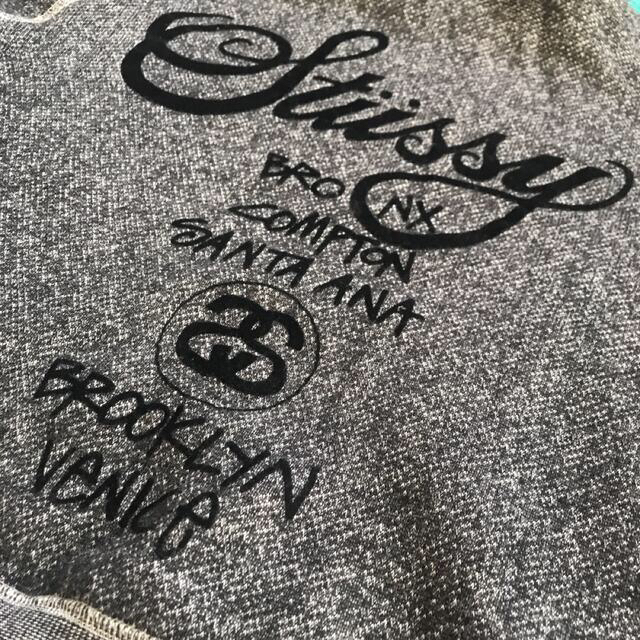 Stüssy
BRONX
COMPTON
SANTA ANA
SS
BROOKLYN
VENICE